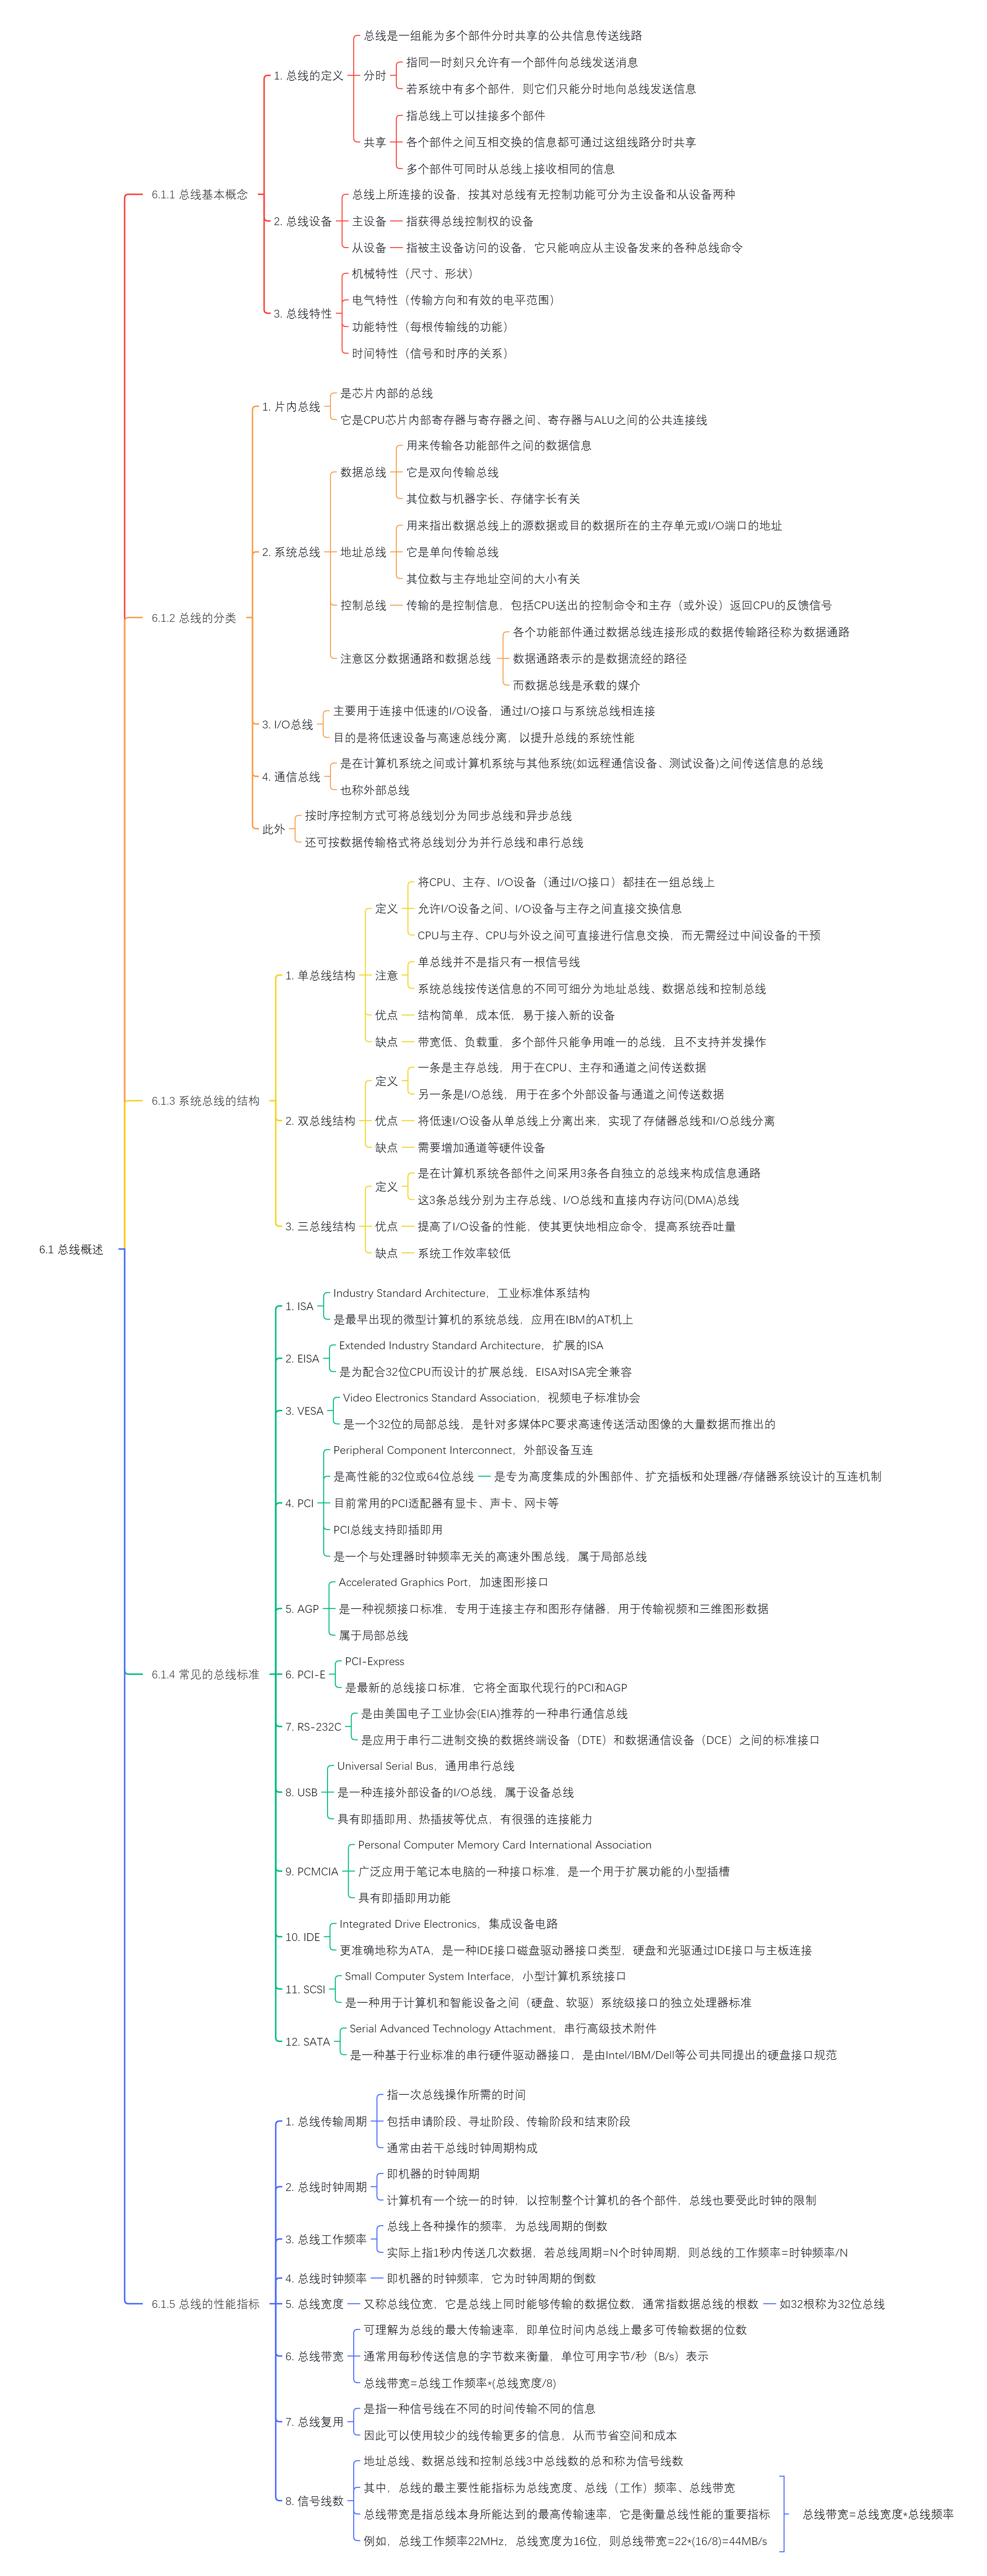 6.1 总线概述
6.1.1 总线基本概念
1. 总线的定义
总线是一组能为多个部件分时共享的公共信息传送线路
分时
指同一时刻只允许有一个部件向总线发送消息
若系统中有多个部件，则它们只能分时地向总线发送信息
共享
指总线上可以挂接多个部件
各个部件之间互相交换的信息都可通过这组线路分时共享
多个部件可同时从总线上接收相同的信息
2. 总线设备
总线上所连接的设备，按其对总线有无控制功能可分为主设备和从设备两种
主设备
指获得总线控制权的设备
从设备
指被主设备访问的设备，它只能响应从主设备发来的各种总线命令
3. 总线特性
机械特性（尺寸、形状）
电气特性（传输方向和有效的电平范围）
功能特性（每根传输线的功能）
时间特性（信号和时序的关系）
6.1.2 总线的分类
1. 片内总线
是芯片内部的总线
它是CPU芯片内部寄存器与寄存器之间、寄存器与ALU之间的公共连接线
2. 系统总线
数据总线
用来传输各功能部件之间的数据信息
它是双向传输总线
其位数与机器字长、存储字长有关
地址总线
用来指出数据总线上的源数据或目的数据所在的主存单元或I/O端口的地址
它是单向传输总线
其位数与主存地址空间的大小有关
控制总线
传输的是控制信息，包括CPU送出的控制命令和主存（或外设）返回CPU的反馈信号
注意区分数据通路和数据总线
各个功能部件通过数据总线连接形成的数据传输路径称为数据通路
数据通路表示的是数据流经的路径
而数据总线是承载的媒介
3. I/O总线
主要用于连接中低速的I/O设备，通过I/O接口与系统总线相连接
目的是将低速设备与高速总线分离，以提升总线的系统性能
4. 通信总线
是在计算机系统之间或计算机系统与其他系统(如远程通信设备、测试设备)之间传送信息的总线
也称外部总线
此外
按时序控制方式可将总线划分为同步总线和异步总线
还可按数据传输格式将总线划分为并行总线和串行总线
6.1.3 系统总线的结构
1. 单总线结构
定义
将CPU、主存、I/O设备（通过I/O接口）都挂在一组总线上
允许I/O设备之间、I/O设备与主存之间直接交换信息
CPU与主存、CPU与外设之间可直接进行信息交换，而无需经过中间设备的干预
注意
单总线并不是指只有一根信号线
系统总线按传送信息的不同可细分为地址总线、数据总线和控制总线
优点
结构简单，成本低，易于接入新的设备
缺点
带宽低、负载重，多个部件只能争用唯一的总线，且不支持并发操作
2. 双总线结构
定义
一条是主存总线，用于在CPU、主存和通道之间传送数据
另一条是I/O总线，用于在多个外部设备与通道之间传送数据
优点
将低速I/O设备从单总线上分离出来，实现了存储器总线和I/O总线分离
缺点
需要增加通道等硬件设备
3. 三总线结构
定义
是在计算机系统各部件之间采用3条各自独立的总线来构成信息通路
这3条总线分别为主存总线、I/O总线和直接内存访问(DMA)总线
优点
提高了I/O设备的性能，使其更快地相应命令，提高系统吞吐量
缺点
系统工作效率较低
6.1.4 常见的总线标准
1. ISA
Industry Standard Architecture，工业标准体系结构
是最早出现的微型计算机的系统总线，应用在IBM的AT机上
2. EISA
Extended Industry Standard Architecture，扩展的ISA
是为配合32位CPU而设计的扩展总线，EISA对ISA完全兼容
3. VESA
Video Electronics Standard Association，视频电子标准协会
是一个32位的局部总线，是针对多媒体PC要求高速传送活动图像的大量数据而推出的
4. PCI
Peripheral Component Interconnect，外部设备互连
是高性能的32位或64位总线
是专为高度集成的外围部件、扩充插板和处理器/存储器系统设计的互连机制
目前常用的PCI适配器有显卡、声卡、网卡等
PCI总线支持即插即用
是一个与处理器时钟频率无关的高速外围总线，属于局部总线
5. AGP
Accelerated Graphics Port，加速图形接口
是一种视频接口标准，专用于连接主存和图形存储器，用于传输视频和三维图形数据
属于局部总线
6. PCI-E
PCI-Express
是最新的总线接口标准，它将全面取代现行的PCI和AGP
7. RS-232C
是由美国电子工业协会(EIA)推荐的一种串行通信总线
是应用于串行二进制交换的数据终端设备（DTE）和数据通信设备（DCE）之间的标准接口
8. USB
Universal Serial Bus，通用串行总线
是一种连接外部设备的I/O总线，属于设备总线
具有即插即用、热插拔等优点，有很强的连接能力
9. PCMCIA
Personal Computer Memory Card International Association
广泛应用于笔记本电脑的一种接口标准，是一个用于扩展功能的小型插槽
具有即插即用功能
10. IDE
Integrated Drive Electronics，集成设备电路
更准确地称为ATA，是一种IDE接口磁盘驱动器接口类型，硬盘和光驱通过IDE接口与主板连接
11. SCSI
Small Computer System Interface，小型计算机系统接口
是一种用于计算机和智能设备之间（硬盘、软驱）系统级接口的独立处理器标准
12. SATA
Serial Advanced Technology Attachment，串行高级技术附件
是一种基于行业标准的串行硬件驱动器接口，是由Intel/IBM/Dell等公司共同提出的硬盘接口规范
6.1.5 总线的性能指标
1. 总线传输周期
指一次总线操作所需的时间
包括申请阶段、寻址阶段、传输阶段和结束阶段
通常由若干总线时钟周期构成
2. 总线时钟周期
即机器的时钟周期
计算机有一个统一的时钟，以控制整个计算机的各个部件，总线也要受此时钟的限制
3. 总线工作频率
总线上各种操作的频率，为总线周期的倒数
实际上指1秒内传送几次数据，若总线周期=N个时钟周期，则总线的工作频率=时钟频率/N
4. 总线时钟频率
即机器的时钟频率，它为时钟周期的倒数
5. 总线宽度
又称总线位宽，它是总线上同时能够传输的数据位数，通常指数据总线的根数
如32根称为32位总线
6. 总线带宽
可理解为总线的最大传输速率，即单位时间内总线上最多可传输数据的位数
通常用每秒传送信息的字节数来衡量，单位可用字节/秒（B/s）表示
总线带宽=总线工作频率*(总线宽度/8)
7. 总线复用
是指一种信号线在不同的时间传输不同的信息
因此可以使用较少的线传输更多的信息，从而节省空间和成本
8. 信号线数
地址总线、数据总线和控制总线3中总线数的总和称为信号线数
其中，总线的最主要性能指标为总线宽度、总线（工作）频率、总线带宽
总线带宽是指总线本身所能达到的最高传输速率，它是衡量总线性能的重要指标
例如，总线工作频率22MHz，总线宽度为16位，则总线带宽=22*(16/8)=44MB/s
总线带宽=总线宽度*总线频率